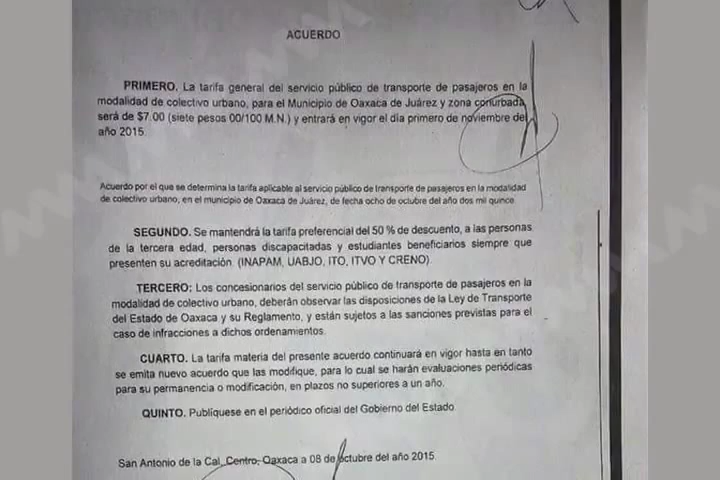 ACUERDO
PRIMERO. La tarifa general del servicio público de transporte de pasajeros en la
modalidad de colectivo urbano, para el Municipio de Oaxaca de Juárez y zona conurbada
será de $7.00 (siete pesos 00/100 M.N.) y entrará en vigor el día primero de noviembre del
año 2015.
Acuerdo por el que se determina la tarifa aplicable al servicio público de transporte de pasajeros en la modalidad
de colectivo urbano, en el municipio de Oaxaca de Juárez, de fecha ocho de octubre del año dos mil quince.
SEGUNDO. Se mantendrá la tarifa preferencial del 50 % de descuento, a las personas
de la tercera edad, personas discapacitadas y estudiantes beneficiarios siempre que
presenten su acreditación. (INAPAM, UABJO, ITO, ITVO Y CRENO).
TERCERO: Los concesionarios del servicio público de transporte de pasajeros en la
modalidad de colectivo urbano, deberán observar las disposiciones de la Ley de Transporte
del Estado de Oaxaca y su Reglamento, y están sujetos a las sanciones previstas para el
caso de infracciones a dichos ordenamientos.
CUARTO. La tarifa materia del presente acuerdo continuará en vigor hasta en tanto
se emita nuevo acuerdo que las modifique, para lo cual se harán evaluaciones periódicas
para su permanencia o modificación, en plazos no superiores a un año.
QUINTO. Publíquese en el periódico oficial del Gobierno del Estado.
San Antonio de la Cal, Centro, Oaxaca a 08 de octubre del año 2015.